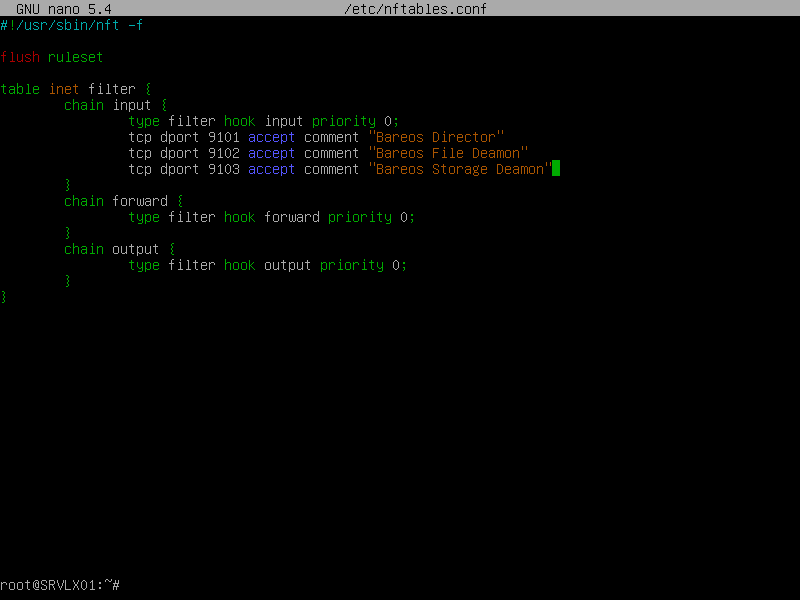 GNU nano 5.4 /etc/nftables.conf
#!/usr/sbin/nft -f
flush ruleset
table inet filter {
chain input {
type filter hook input priority 0;
tcp dport 9101 accept comment "Bareos Director"
tcp dport 9102 accept comment "Bareos File Deamon"
tcp dport 9103 accept comment "Bareos Storage Deamon"
}
chain forward {
type filter hook forward priority 0;
}
chain output {
type filter hook output priority 0;
}
}
root@SRVLX01:~#